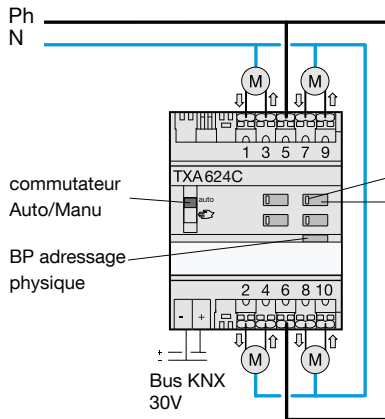 Ph
N
M M
1 3 5 7 9
TXA 624C
commutateur
Auto/Manu
auto
BP adressage
physique
2 4 6 8 10
- +
M M
Bus KNX
30V